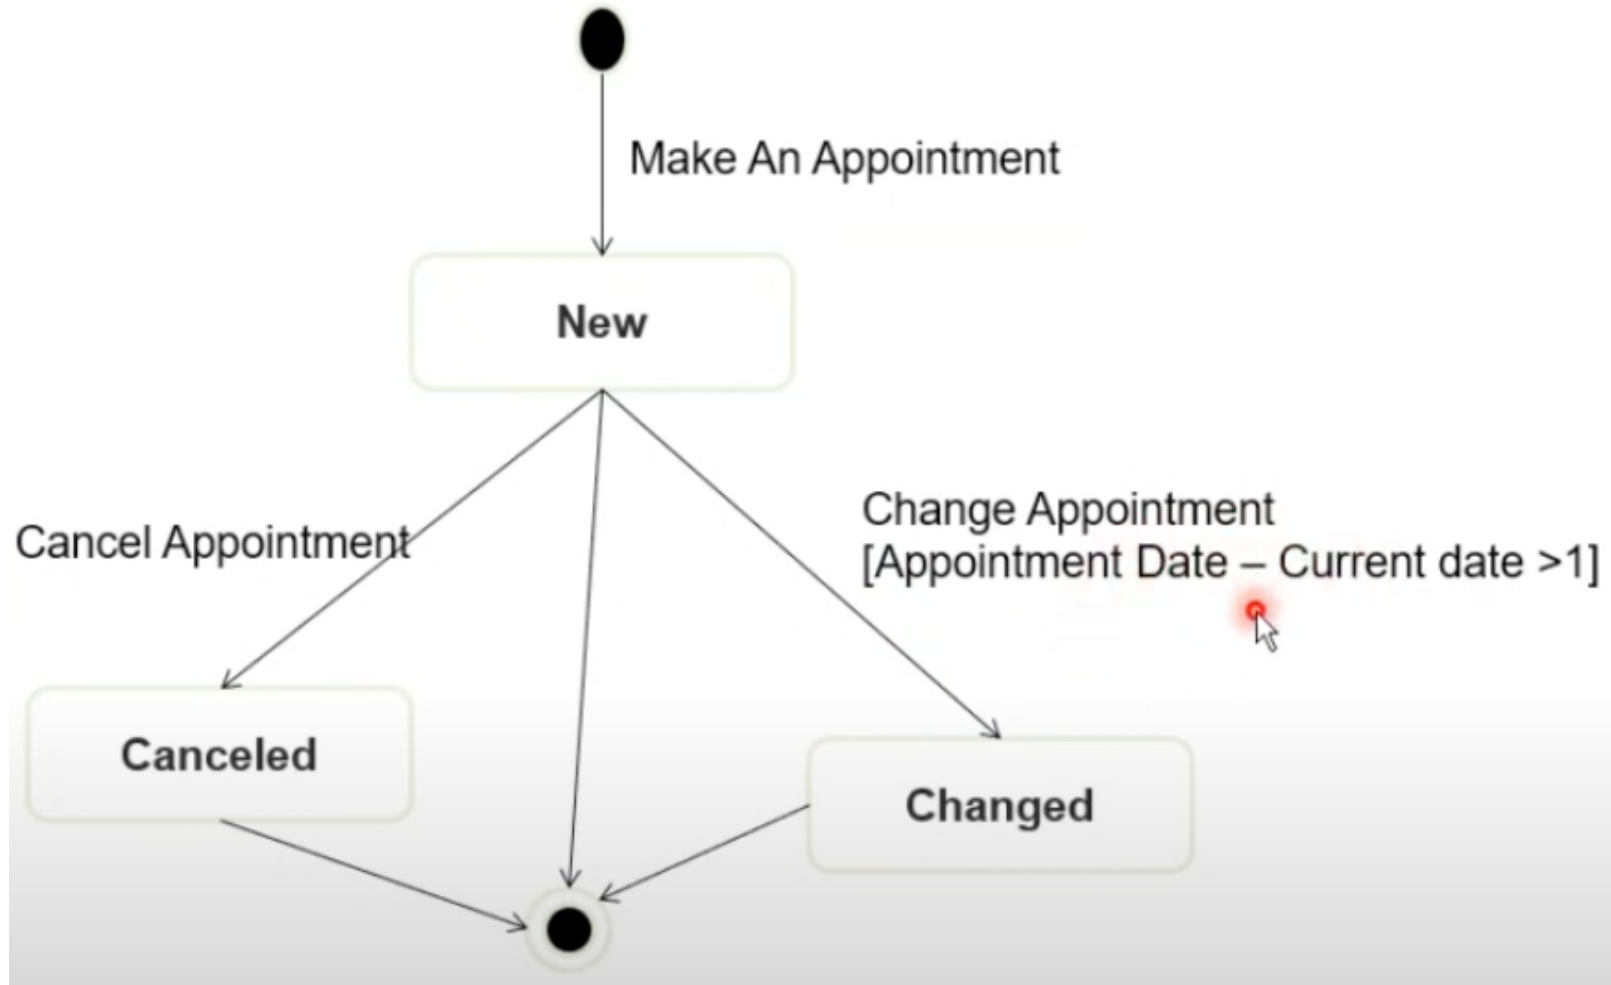 Make An Appointment
New
Change Appointment
[Appointment Date – Current date >1]
Cancel Appointment
Canceled
Changed